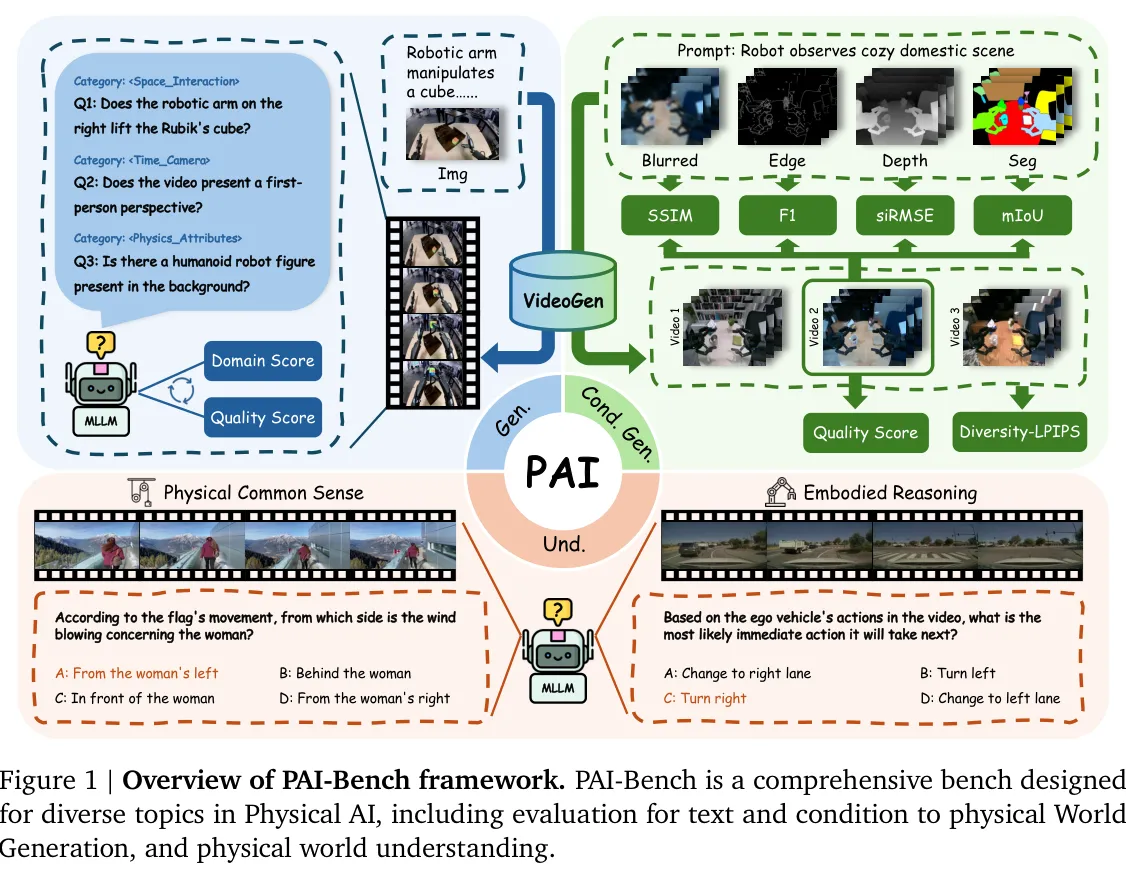 Category: <Space_Interaction>
Q1: Does the robotic arm on the
right lift the Rubik's cube?
Category: <Time_Camera>
Q2: Does the video present a first-
person perspective?
Category: <Physics_Attributes>
Q3: Is there a humanoid robot figure
present in the background?
?
MLLM
Domain Score
Quality Score
Robotic arm
manipulates
a cube......
Img
VideoGen
Prompt: Robot observes cozy domestic scene
Blurred
Edge
Depth
Seg
SSIM
F1
siRMSE
mIoU
Video 1
Video 2
Video 3
Quality Score
Diversity-LPIPS
Gen.
Cond. Gen.
PAI
Und.
Physical Common Sense
According to the flag's movement, from which side is the wind
blowing concerning the woman?
A: From the woman's left
B: Behind the woman
C: In front of the woman
D: From the woman's right
?
MLLM
Embodied Reasoning
Based on the ego vehicle's actions in the video, what is the
most likely immediate action it will take next?
A: Change to right lane
B: Turn left
C: Turn right
D: Change to left lane
Figure 1 | Overview of PAI-Bench framework. PAI-Bench is a comprehensive bench designed
for diverse topics in Physical AI, including evaluation for text and condition to physical World
Generation, and physical world understanding.